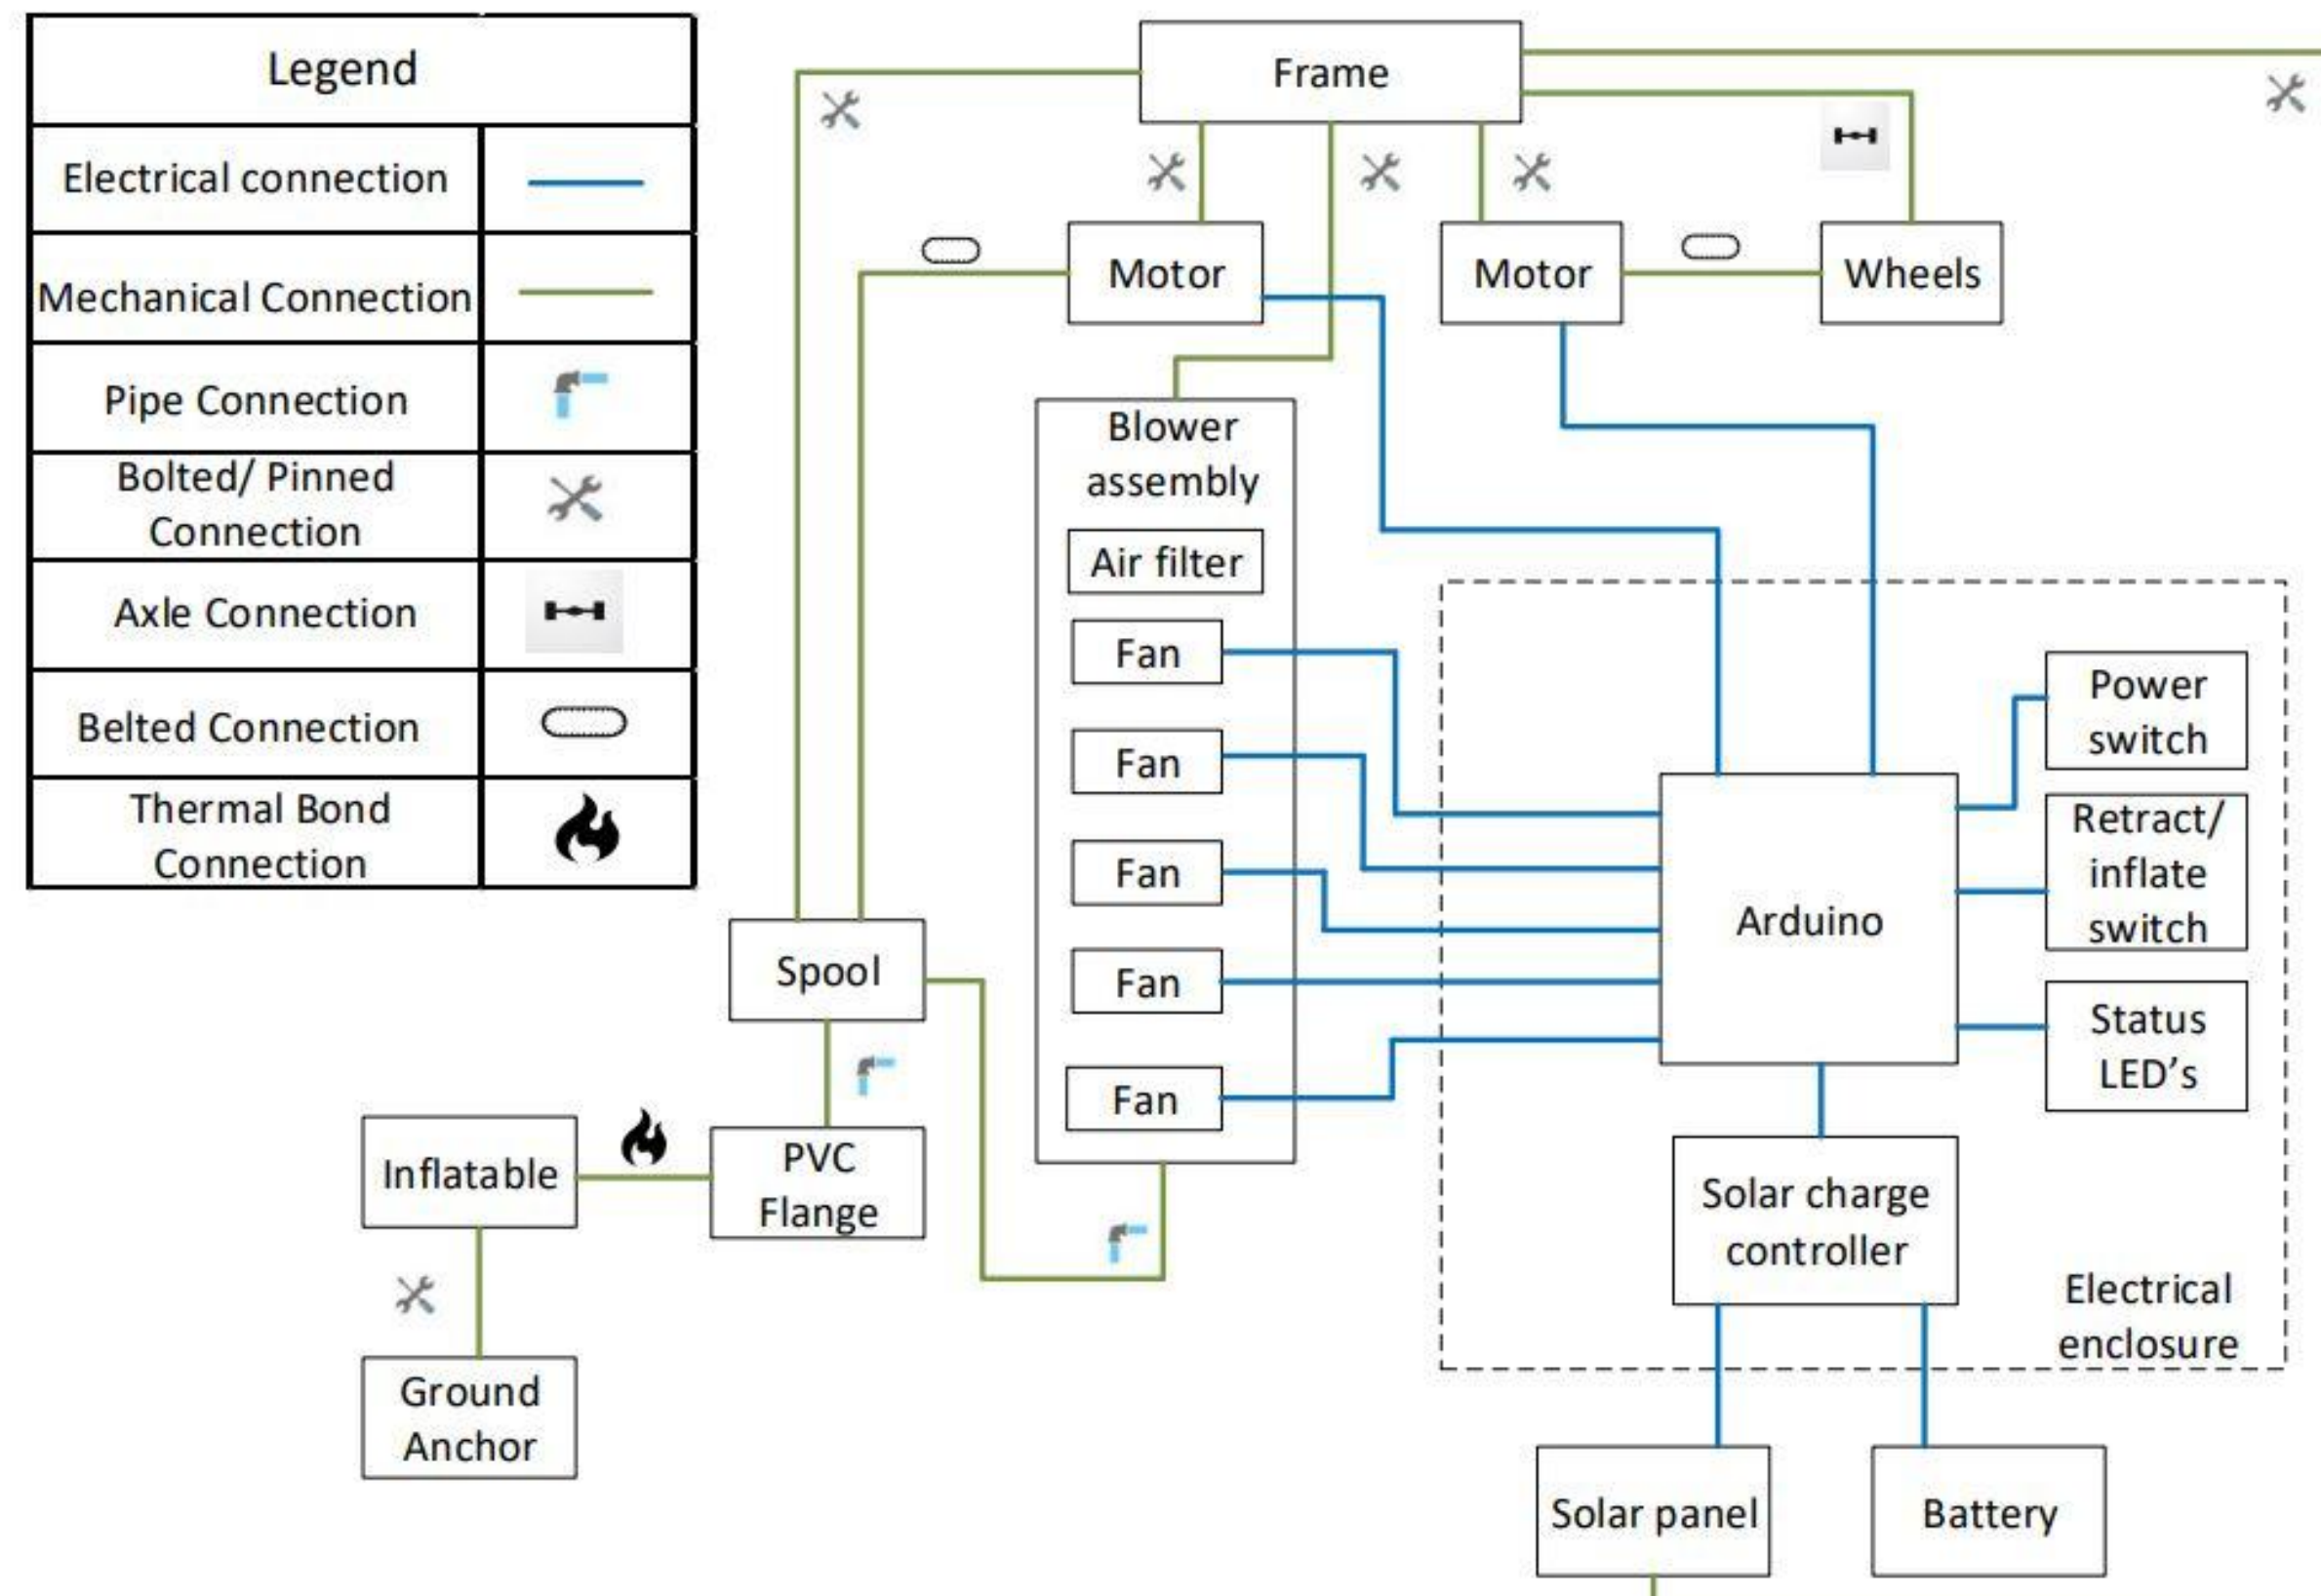 Legend
Electrical connection
Mechanical Connection
Pipe Connection
Bolted/ Pinned
Connection
Axle Connection
Belted Connection
Thermal Bond
Connection
Frame
Motor
Motor
Wheels
Blower
assembly
Air filter
Fan
Fan
Fan
Fan
Fan
Power
switch
Retract/
inflate
switch
Status
LED’s
Arduino
Solar charge
controller
Electrical
enclosure
Spool
PVC
Flange
Inflatable
Ground
Anchor
Solar panel
Battery